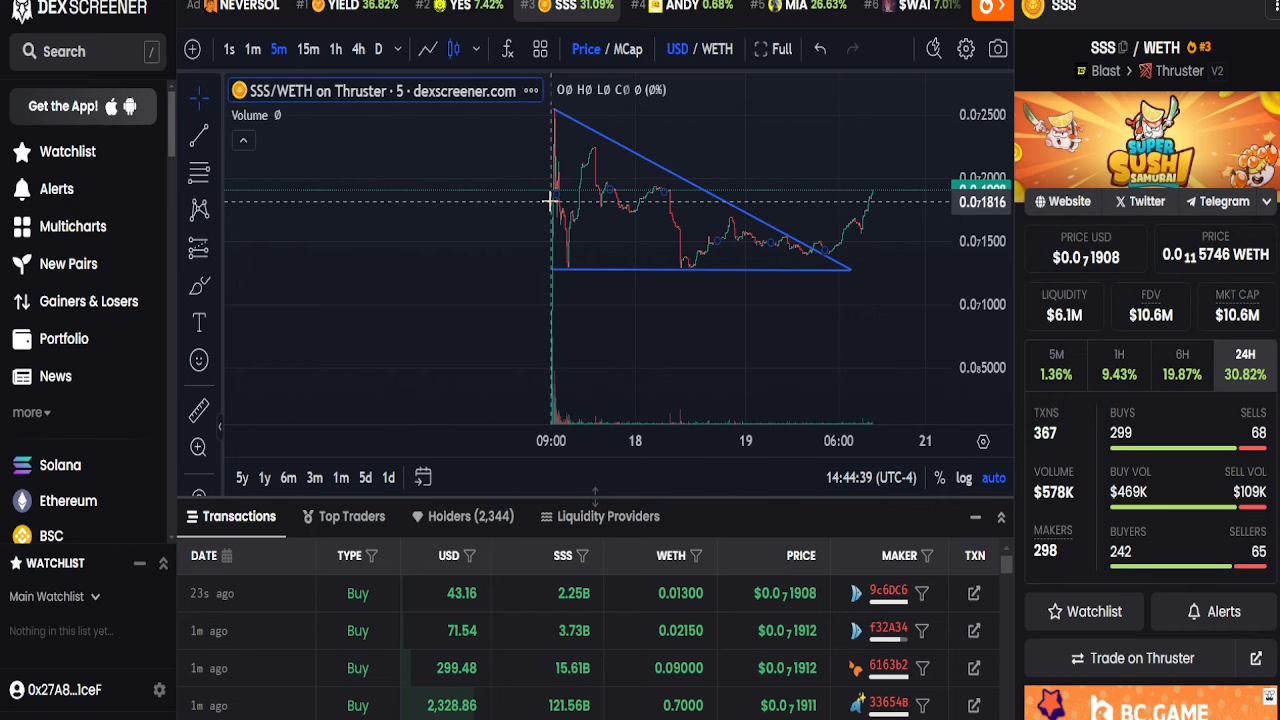 DEX SCREENER
Search
/
Get the App!
Watchlist
Alerts
Multicharts
New Pairs
Gainers & Losers
Portfolio
News
more
Solana
Ethereum
BSC
WATCHLIST
Main Watchlist
Nothing in this list yet…
0x27A8...1ceF
Ad NEVERSOL #1 YIELD 36.82% #2 YES 7.42% #3 SSS 31.09% #4 ANDY 0.68% #5 MIA 26.63% #6 $WAI 7.01%
1s 1m 5m 15m 1h 4h D Price / MCap USD / WETH Full
SSS/WETH on Thruster · 5 · dexscreener.com
O Ø H Ø L Ø C Ø Ø (0%)
Volume Ø
0.0₇2500
0.0₇2000
0.0₇1908
0.0₇1816
0.0₇1500
0.0₇1000
0.0₈5000
09:00 18 19 06:00 21
5y 1y 6m 3m 1m 5d 1d 14:44:39 (UTC-4) % log auto
Transactions Top Traders Holders (2,344) Liquidity Providers
DATE TYPE USD SSS WETH PRICE MAKER TXN
23s ago Buy 43.16 2.25B 0.01300 $0.0₇1908 9c6DC6
1m ago Buy 71.54 3.73B 0.02150 $0.0₇1912 f32A34
1m ago Buy 299.48 15.61B 0.09000 $0.0₇1912 6163b2
1m ago Buy 2,328.86 121.56B 0.7000 $0.0₇1911 33654B
SSS
SSS / WETH #3
Blast > Thruster V2
SUPER
SUSHI
SAMURAI
Website Twitter Telegram
PRICE USD PRICE
$0.0₇1908 0.0₁₁5746 WETH
LIQUIDITY FDV MKT CAP
$6.1M $10.6M $10.6M
5M 1H 6H 24H
1.36% 9.43% 19.87% 30.82%
TXNS BUYS SELLS
367 299 68
VOLUME BUY VOL SELL VOL
$578K $469K $109K
MAKERS BUYERS SELLERS
298 242 65
Watchlist Alerts
Trade on Thruster
BC.GAME